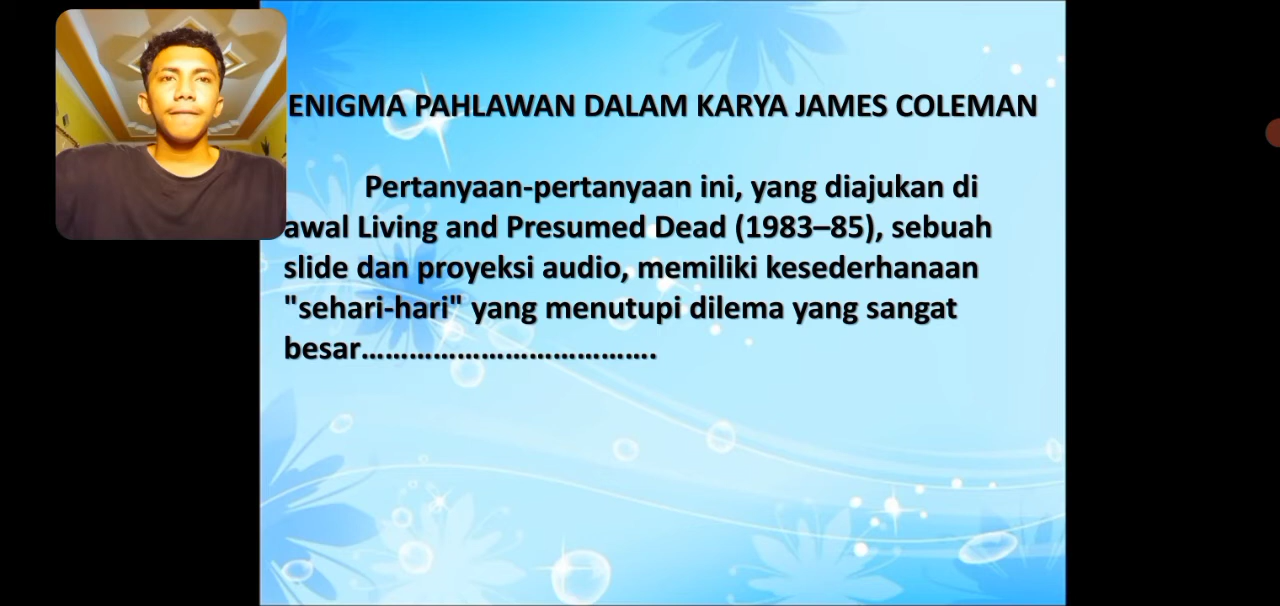 ENIGMA PAHLAWAN DALAM KARYA JAMES COLEMAN
Pertanyaan-pertanyaan ini, yang diajukan di
awal Living and Presumed Dead (1983–85), sebuah
slide dan proyeksi audio, memiliki kesederhanaan
"sehari-hari" yang menutupi dilema yang sangat
besar……………………………….